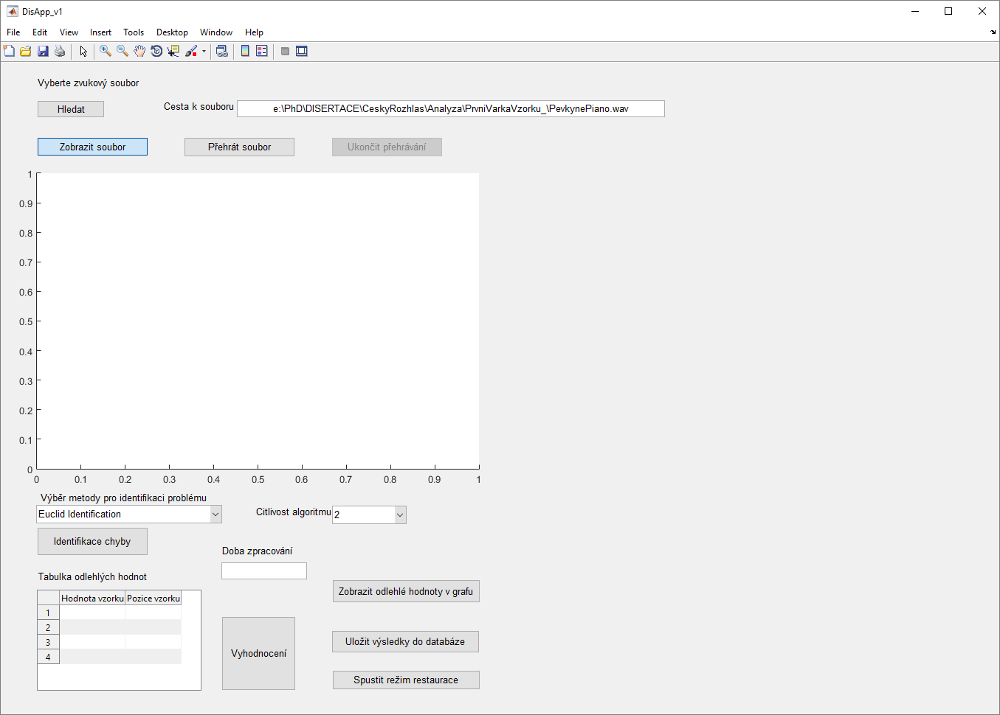 DisApp_v1
File Edit View Insert Tools Desktop Window Help
Vyberte zvukový soubor
Hledat
Cesta k souboru
e:\PhD\DISERTACE\CeskyRozhlas\Analyza\PrvniVarkaVzorku_\PevkynePiano.wav
Zobrazit soubor
Přehrát soubor
Ukončit přehrávání
1
0.9
0.8
0.7
0.6
0.5
0.4
0.3
0.2
0.1
0
0 0.1 0.2 0.3 0.4 0.5 0.6 0.7 0.8 0.9 1
Výběr metody pro identifikaci problému
Euclid Identification
Citlivost algoritmu
2
Identifikace chyby
Doba zpracování
Tabulka odlehlých hodnot
Hodnota vzorku Pozice vzorku
1
2
3
4
Vyhodnocení
Zobrazit odlehlé hodnoty v grafu
Uložit výsledky do databáze
Spustit režim restaurace